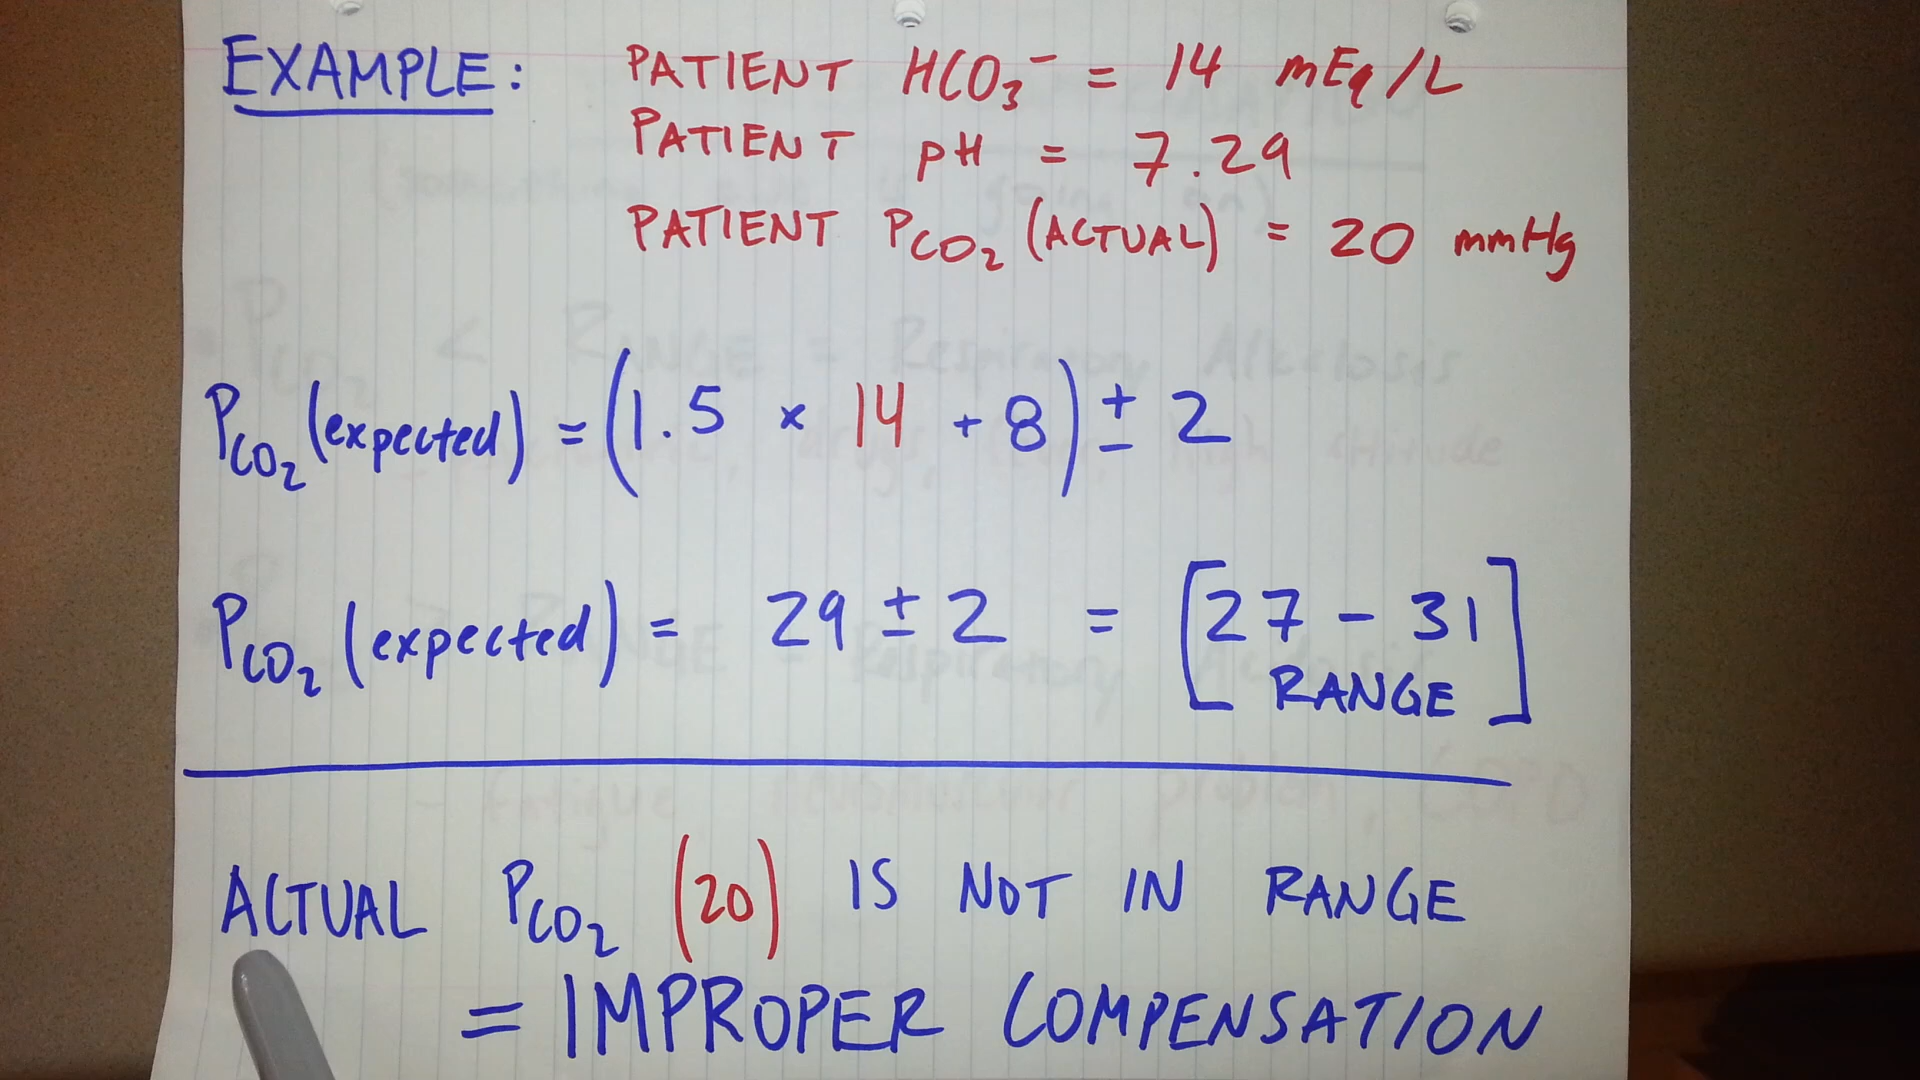 EXAMPLE: PATIENT HCO₃⁻ = 14 mEq/L
PATIENT pH = 7.29
PATIENT PCO₂ (ACTUAL) = 20 mmHg
PCO₂ (expected) = (1.5 × 14 + 8) ± 2
PCO₂ (expected) = 29 ± 2 = [27 - 31]
RANGE
ACTUAL PCO₂ (20) IS NOT IN RANGE
= IMPROPER COMPENSATION